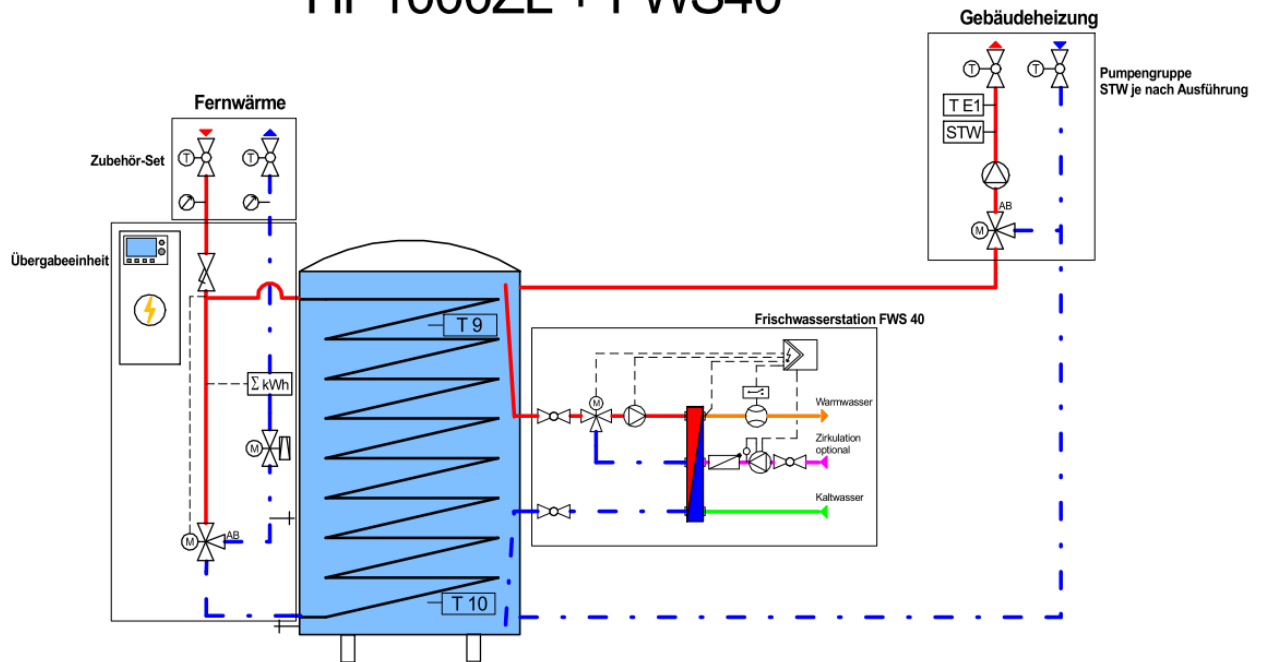 Gebäudeheizung
T
T
Pumpengruppe
STW je nach Ausführung
T E1
STW
AB
M
Fernwärme
Zubehör-Set
T
T
Übergabeeinheit
T 9
Σ kWh
M
M
AB
T 10
Frischwasserstation FWS 40
M
Warmwasser
Zirkulation
optional
Kaltwasser